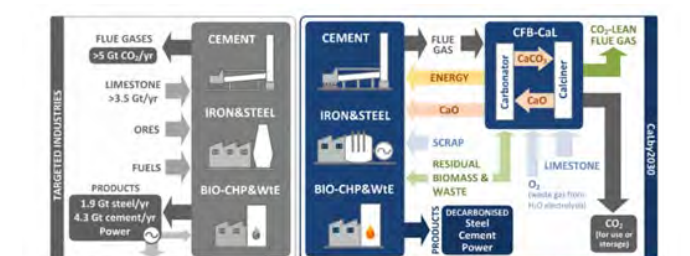 TARGETED INDUSTRIES
FLUE GASES
>5 Gt CO₂/yr
LIMESTONE
>3.5 Gt/yr
ORES
FUELS
PRODUCTS
1.9 Gt steel/yr
4.3 Gt cement/yr
Power
CEMENT
IRON&STEEL
BIO-CHP&WtE
CEMENT
IRON&STEEL
BIO-CHP&WtE
FLUE
GAS
ENERGY
CaO
SCRAP
RESIDUAL
BIOMASS &
WASTE
PRODUCTS
DECARBONISED
Steel
Cement
Power
CFB-CaL
Carbonator
CaCO₃
CaO
Calciner
CO₂-LEAN
FLUE GAS
LIMESTONE
O₂
(waste gas from
H₂O electrolysis)
CO₂
(for use or
storage)
CaLby2030